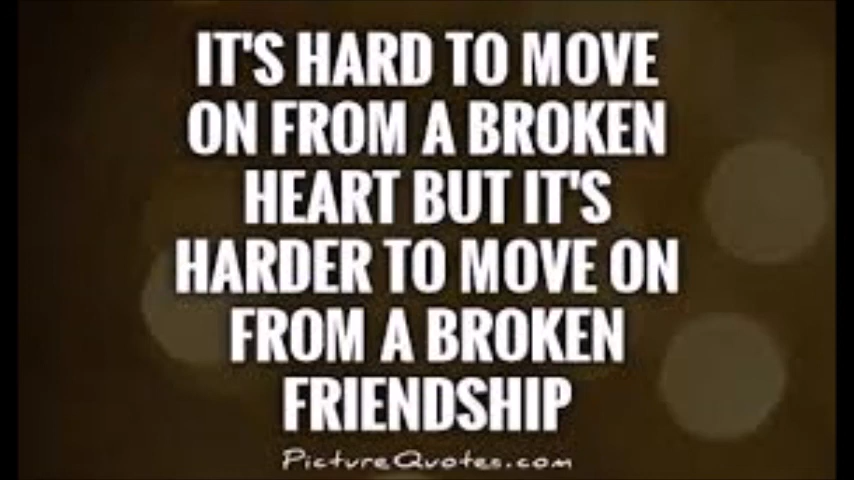 IT'S HARD TO MOVE
ON FROM A BROKEN
HEART BUT IT'S
HARDER TO MOVE ON
FROM A BROKEN
FRIENDSHIP
PictureQuotes.com